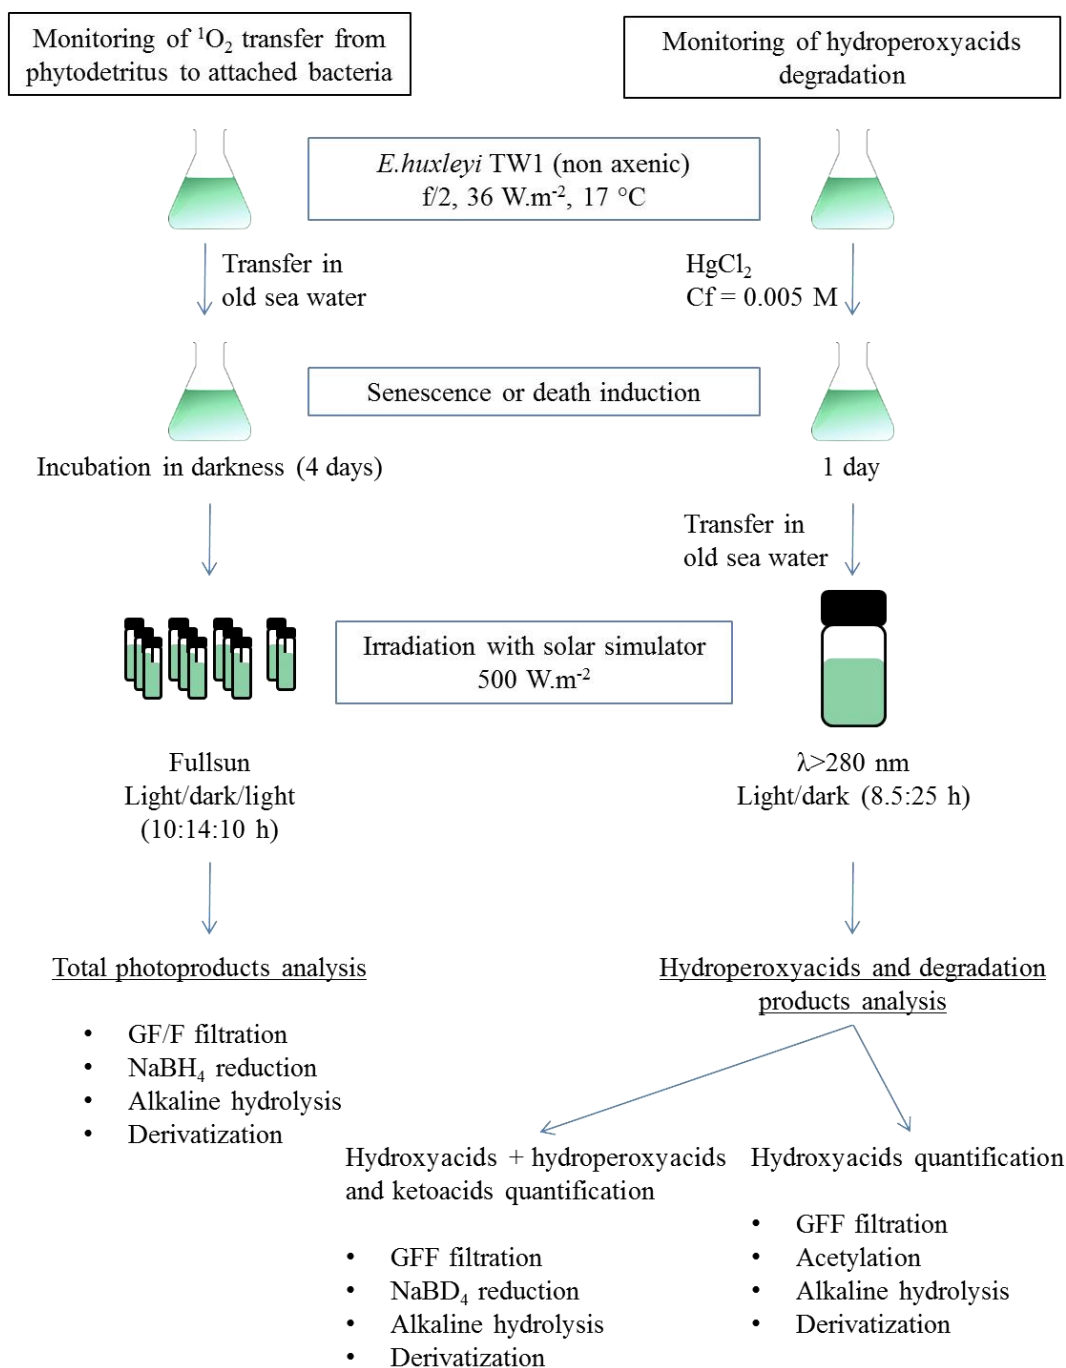 Monitoring of ¹O₂ transfer from
phytodetritus to attached bacteria
Monitoring of hydroperoxyacids
degradation
E.huxleyi TW1 (non axenic)
f/2, 36 W.m⁻², 17 °C
Transfer in
old sea water
HgCl₂
Cf = 0.005 M
Senescence or death induction
Incubation in darkness (4 days)
1 day
Transfer in
old sea water
Irradiation with solar simulator
500 W.m⁻²
Fullsun
Light/dark/light
(10:14:10 h)
λ>280 nm
Light/dark (8.5:25 h)
Total photoproducts analysis
• GF/F filtration
• NaBH₄ reduction
• Alkaline hydrolysis
• Derivatization
Hydroperoxyacids and degradation
products analysis
Hydroxyacids + hydroperoxyacids
and ketoacids quantification
• GFF filtration
• NaBD₄ reduction
• Alkaline hydrolysis
• Derivatization
Hydroxyacids quantification
• GFF filtration
• Acetylation
• Alkaline hydrolysis
• Derivatization